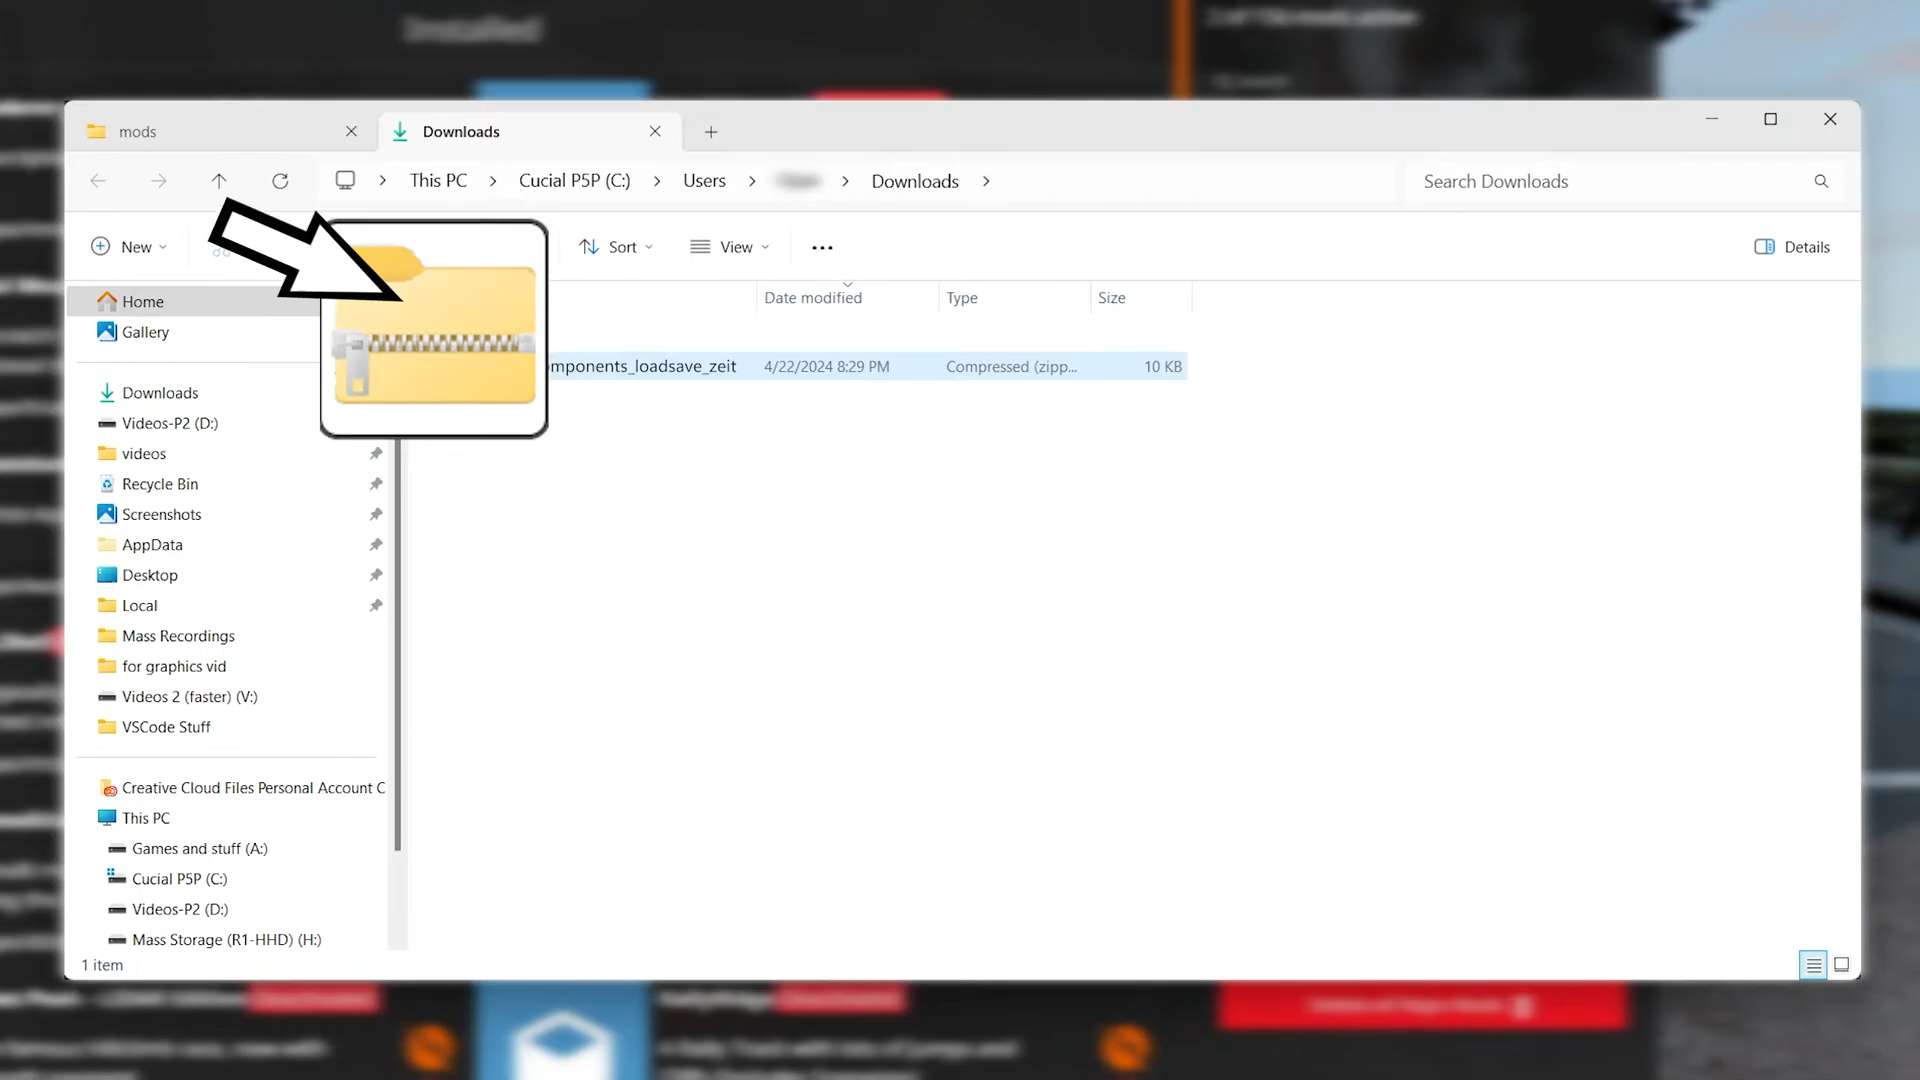 Installed
mods
Downloads
This PC > Cucial P5P (C:) > Users > > Downloads >
Search Downloads
New
Sort
View
Details
Date modified
Type
Size
mponents_loadsave_zeit
4/22/2024 8:29 PM
Compressed (zipp...
10 KB
Home
Gallery
Downloads
Videos-P2 (D:)
videos
Recycle Bin
Screenshots
AppData
Desktop
Local
Mass Recordings
for graphics vid
Videos 2 (faster) (V:)
VSCode Stuff
Creative Cloud Files Personal Account C
This PC
Games and stuff (A:)
Cucial P5P (C:)
Videos-P2 (D:)
Mass Storage (R1-HHD) (H:)
1 item